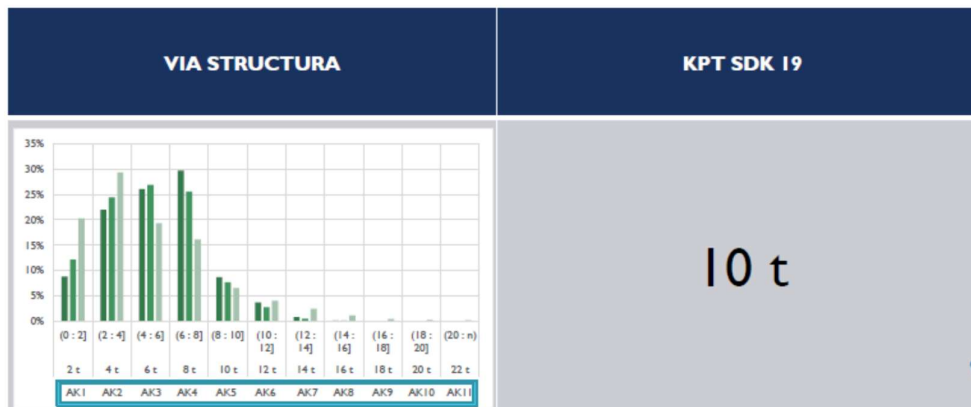 VIA STRUCTURA
KPT SDK 19
35%
30%
25%
20%
15%
10%
5%
0%
(0 : 2] (2 : 4] (4 : 6] (6 : 8] (8 : 10] (10 : 12] (12 : 14] (14 : 16] (16 : 18] (18 : 20] (20 : n)
2 t 4 t 6 t 8 t 10 t 12 t 14 t 16 t 18 t 20 t 22 t
AK1 AK2 AK3 AK4 AK5 AK6 AK7 AK8 AK9 AK10 AK11
10 t